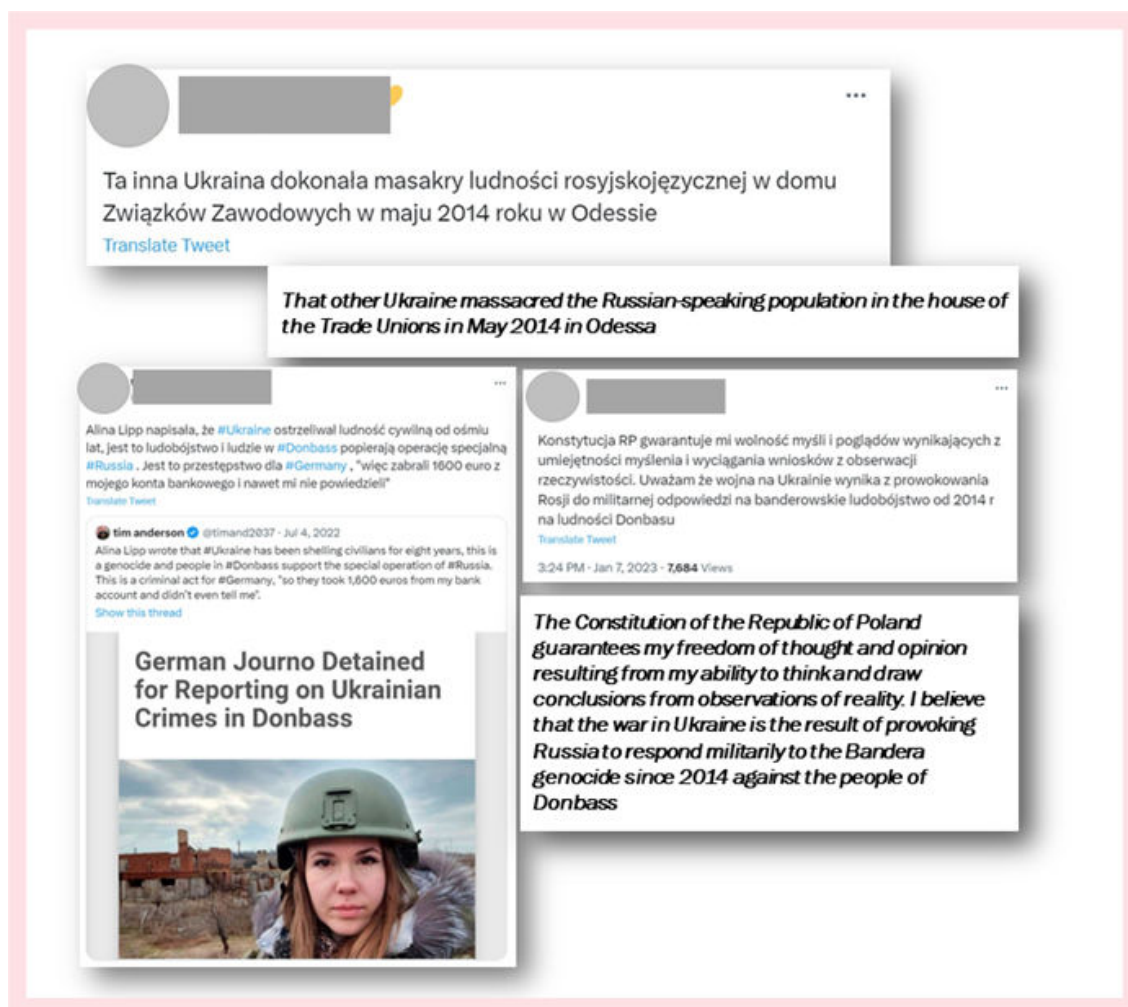 Ta inna Ukraina dokonała masakry ludności rosyjskojęzycznej w domu
Związków Zawodowych w maju 2014 roku w Odessie
Translate Tweet
That other Ukraine massacred the Russian-speaking population in the house of
the Trade Unions in May 2014 in Odessa
Alina Lipp napisała, że #Ukraine ostrzeliwał ludność cywilną od ośmiu
lat, jest to ludobójstwo i ludzie w #Donbass popierają operację specjalną
#Russia . Jest to przestępstwo dla #Germany , "więc zabrali 1600 euro z
mojego konta bankowego i nawet mi nie powiedzieli"
Translate Tweet
tim anderson @timand2037 · Jul 4, 2022
Alina Lipp wrote that #Ukraine has been shelling civilians for eight years, this is
a genocide and people in #Donbass support the special operation of #Russia.
This is a criminal act for #Germany, "so they took 1,600 euros from my bank
account and didn't even tell me".
Show this thread
German Journo Detained
for Reporting on Ukrainian
Crimes in Donbass
Konstytucja RP gwarantuje mi wolność myśli i poglądów wynikających z
umiejętności myślenia i wyciągania wniosków z obserwacji
rzeczywistości. Uważam że wojna na Ukrainie wynika z prowokowania
Rosji do militarnej odpowiedzi na banderowskie ludobójstwo od 2014 r
na ludności Donbasu
Translate Tweet
3:24 PM · Jan 7, 2023 · 7,684 Views
The Constitution of the Republic of Poland
guarantees my freedom of thought and opinion
resulting from my ability to think and draw
conclusions from observations of reality. I believe
that the war in Ukraine is the result of provoking
Russia to respond militarily to the Bandera
genocide since 2014 against the people of
Donbass